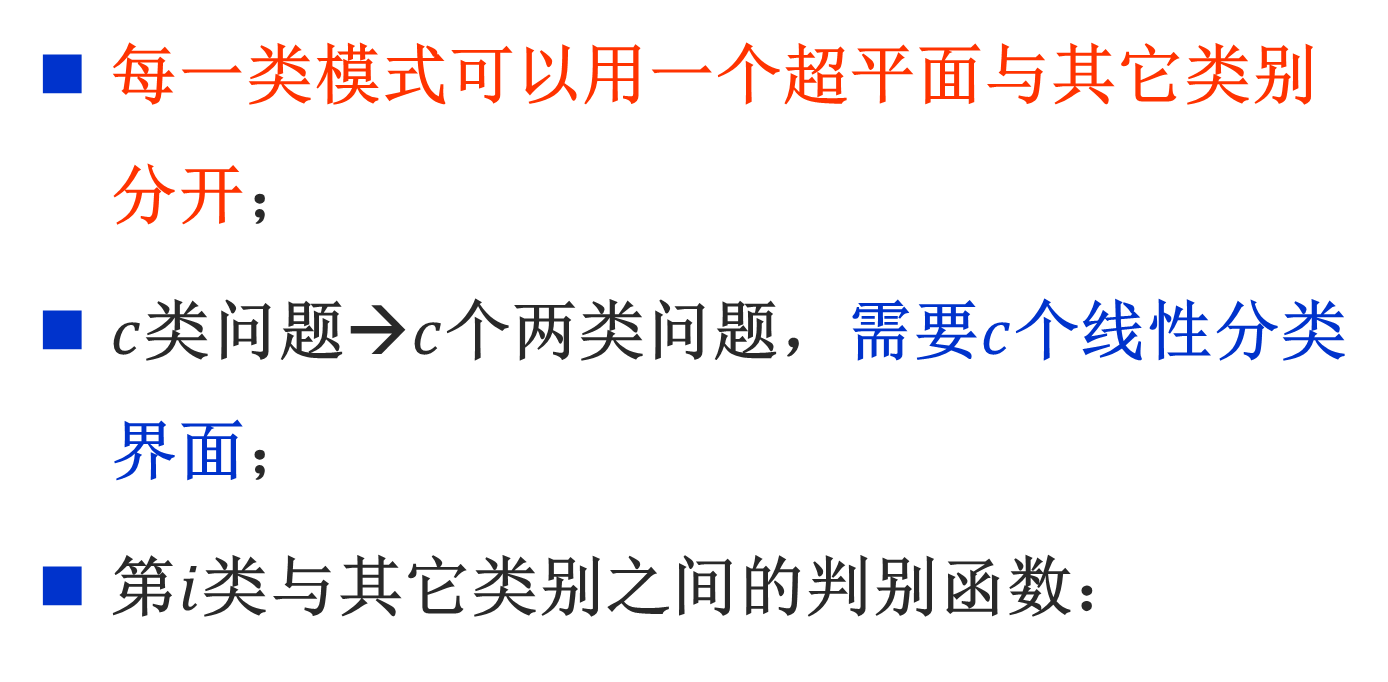 ■ 每一类模式可以用一个超平面与其它类别
分开；
■ c类问题→c个两类问题，需要c个线性分类
界面；
■ 第i类与其它类别之间的判别函数：